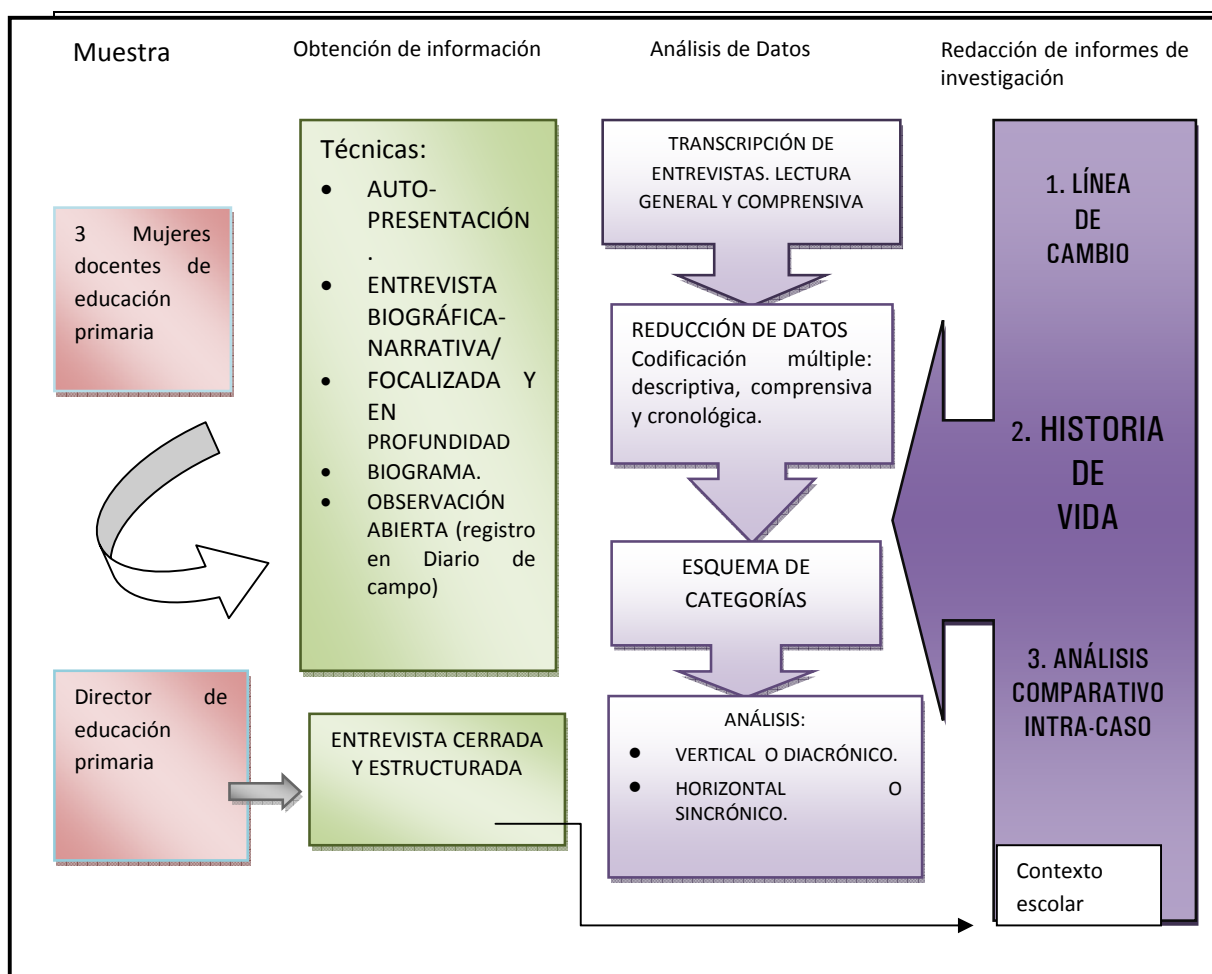 Muestra
Obtención de información
Análisis de Datos
Redacción de informes de
investigación
3 Mujeres
docentes de
educación
primaria
Director de
educación
primaria
Técnicas:
• AUTO-
PRESENTACIÓN
.
• ENTREVISTA
BIOGRÁFICA-
NARRATIVA/
• FOCALIZADA Y
EN
PROFUNDIDAD
• BIOGRAMA.
• OBSERVACIÓN
ABIERTA (registro
en Diario de
campo)
ENTREVISTA CERRADA
Y ESTRUCTURADA
TRANSCRIPCIÓN DE
ENTREVISTAS. LECTURA
GENERAL Y COMPRENSIVA
REDUCCIÓN DE DATOS
Codificación múltiple:
descriptiva, comprensiva
y cronológica.
ESQUEMA DE
CATEGORÍAS
ANÁLISIS:
• VERTICAL O DIACRÓNICO.
• HORIZONTAL O
SINCRÓNICO.
1. LÍNEA
DE
CAMBIO
2. HISTORIA
DE
VIDA
3. ANÁLISIS
COMPARATIVO
INTRA-CASO
Contexto
escolar